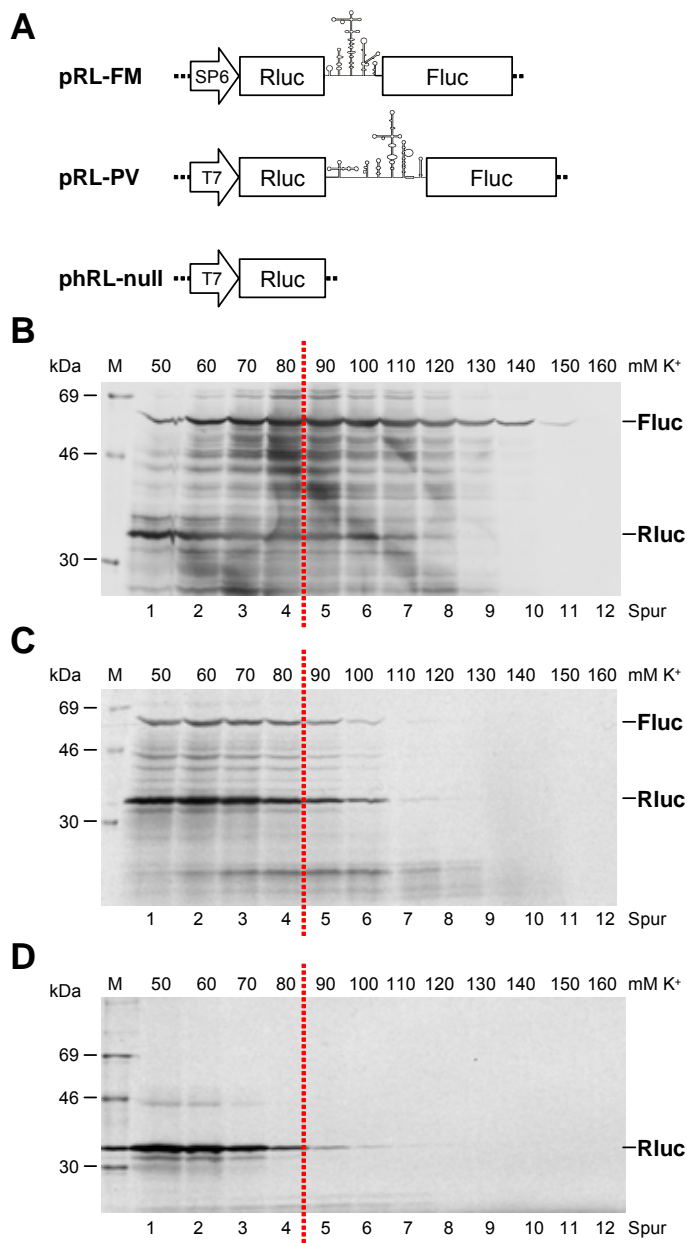 A
pRL-FM SP6 Rluc Fluc
pRL-PV T7 Rluc Fluc
phRL-null T7 Rluc
B
kDa M 50 60 70 80 90 100 110 120 130 140 150 160 mM K⁺
69 Fluc
46
Rluc
30
1 2 3 4 5 6 7 8 9 10 11 12 Spur
C
kDa M 50 60 70 80 90 100 110 120 130 140 150 160 mM K⁺
69 Fluc
46
Rluc
30
1 2 3 4 5 6 7 8 9 10 11 12 Spur
D
kDa M 50 60 70 80 90 100 110 120 130 140 150 160 mM K⁺
69
46
Rluc
30
1 2 3 4 5 6 7 8 9 10 11 12 Spur